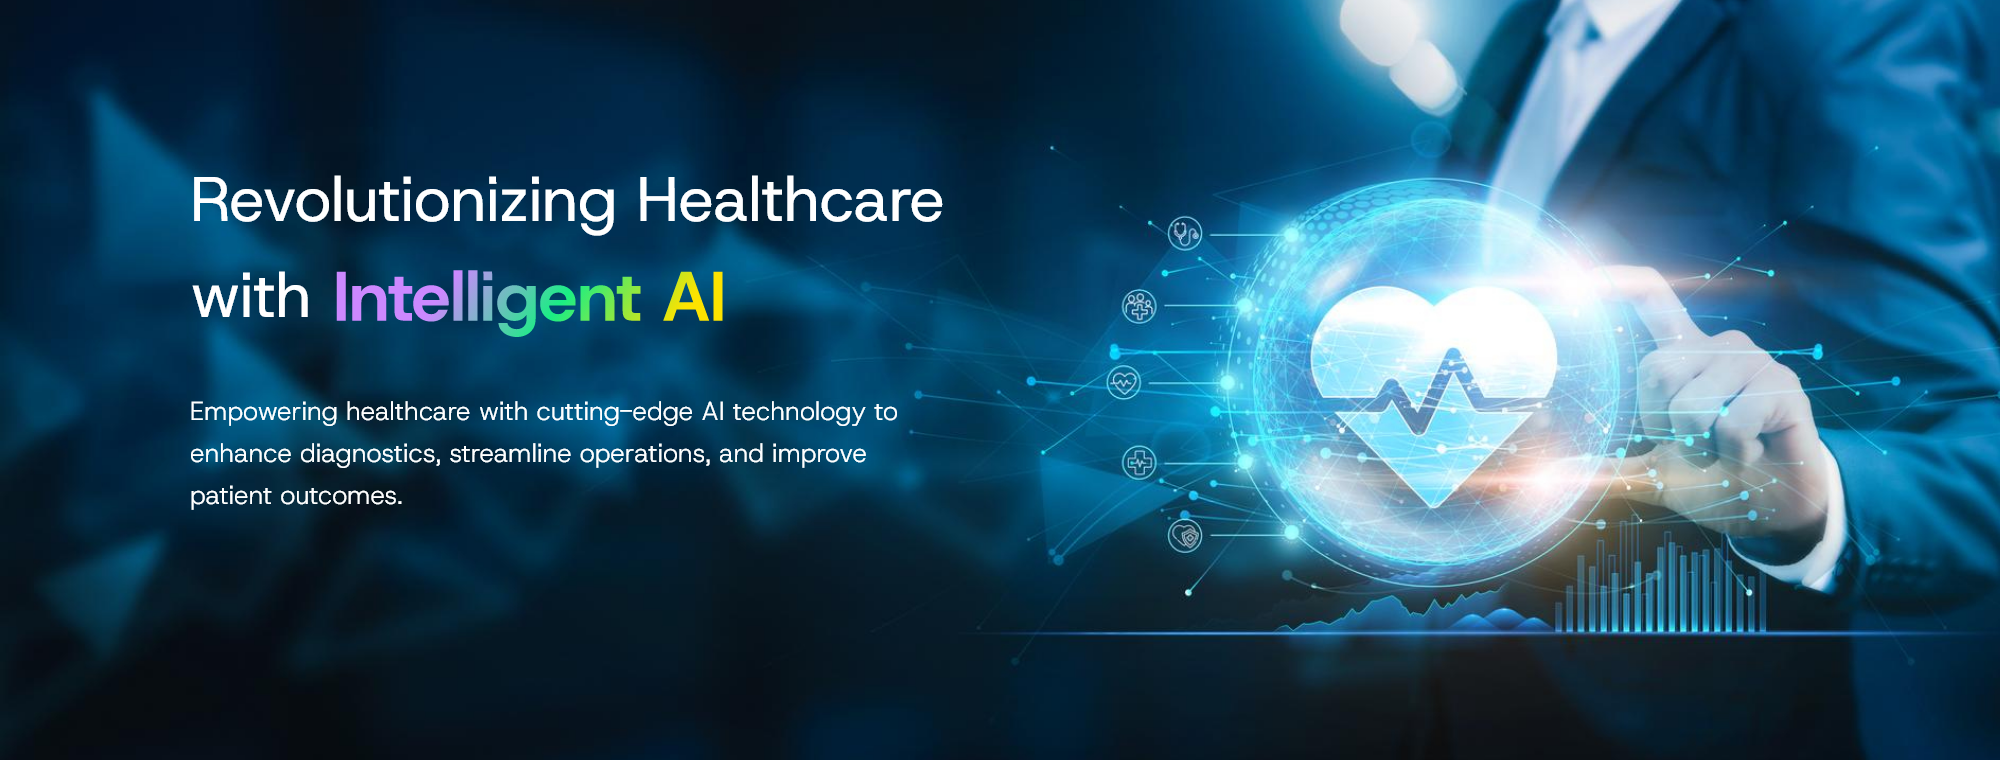 Revolutionizing Healthcare
with Intelligent AI
Empowering healthcare with cutting-edge AI technology to
enhance diagnostics, streamline operations, and improve
patient outcomes.